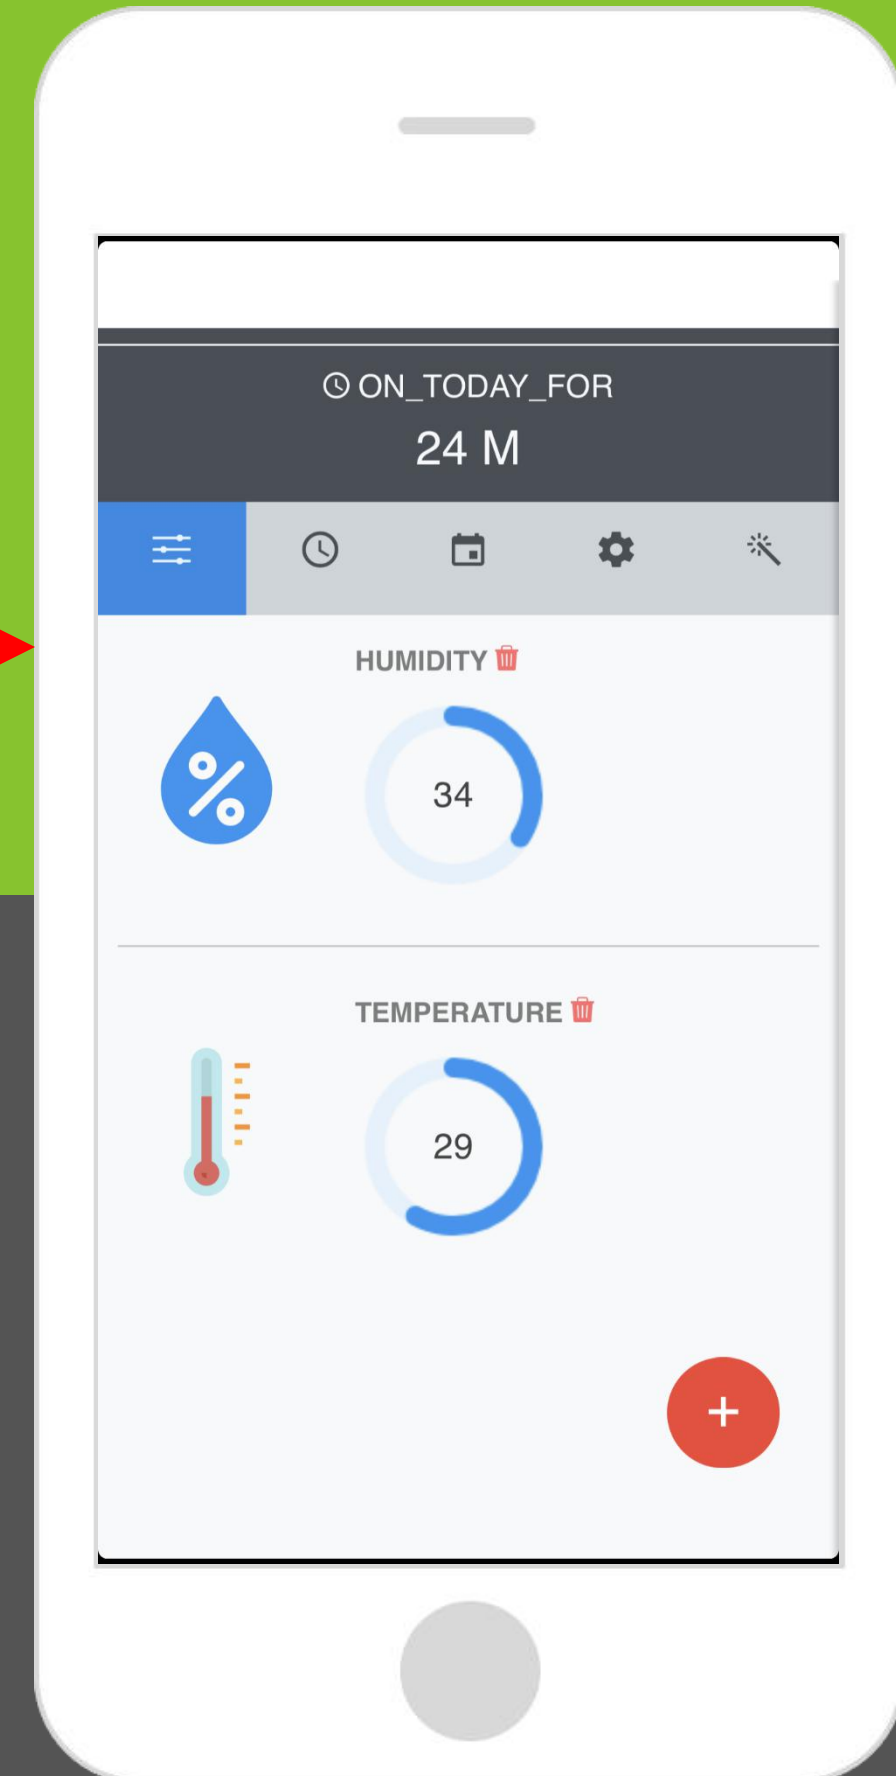 ON_TODAY_FOR
24 M
HUMIDITY
%
34
TEMPERATURE
29
+